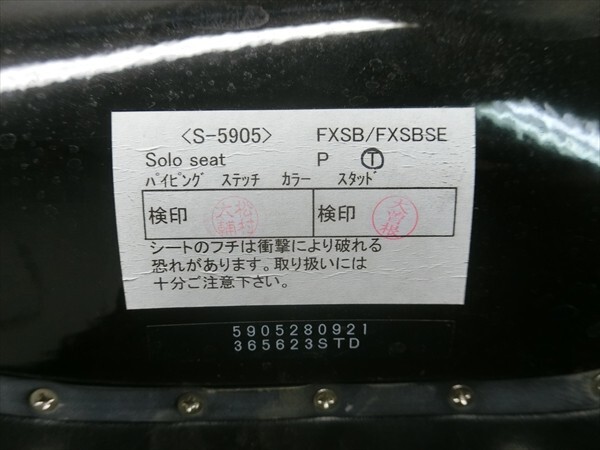 <S-5905> FXSB/FXSBSE
Solo seat P Ⓣ
ﾊﾟｲﾋﾟﾝｸﾞ ｽﾃｯﾁ ｶﾗｰ ｽﾀｯﾄﾞ
検印 検印
シートのフチは衝撃により破れる
恐れがあります。取り扱いには
十分ご注意下さい。
5905280921
365623STD